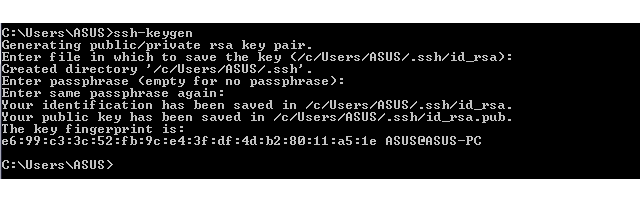 C:\Users\ASUS>ssh-keygen
Generating public/private rsa key pair.
Enter file in which to save the key (/c/Users/ASUS/.ssh/id_rsa):
Created directory '/c/Users/ASUS/.ssh'.
Enter passphrase (empty for no passphrase):
Enter same passphrase again:
Your identification has been saved in /c/Users/ASUS/.ssh/id_rsa.
Your public key has been saved in /c/Users/ASUS/.ssh/id_rsa.pub.
The key fingerprint is:
e6:99:c3:3c:52:fb:9c:e4:3f:df:4d:b2:80:11:a5:1e ASUS@ASUS-PC
C:\Users\ASUS>